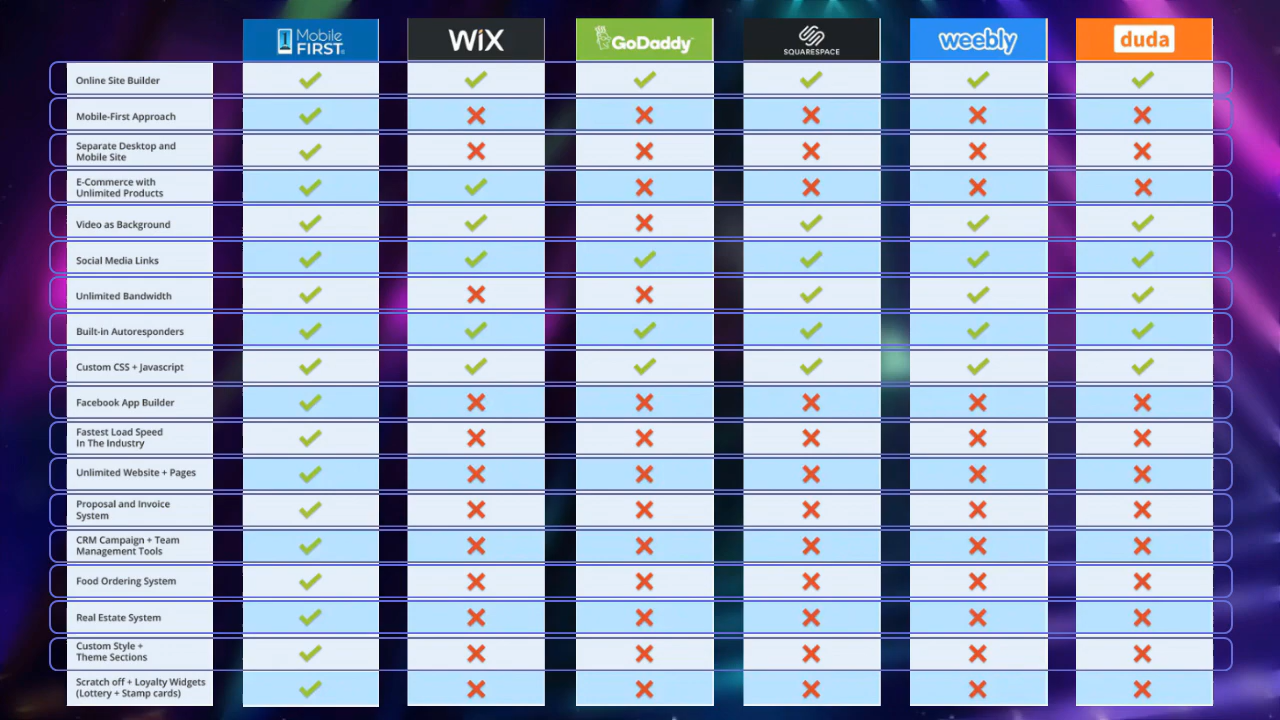 Mobile
FIRST
WiX
GoDaddy
SQUARESPACE
weebly
duda
Online Site Builder
Mobile-First Approach
Separate Desktop and
Mobile Site
E-Commerce with
Unlimited Products
Video as Background
Social Media Links
Unlimited Bandwidth
Built-in Autoresponders
Custom CSS + Javascript
Facebook App Builder
Fastest Load Speed
In The Industry
Unlimited Website + Pages
Proposal and Invoice
System
CRM Campaign + Team
Management Tools
Food Ordering System
Real Estate System
Custom Style +
Theme Sections
Scratch off + Loyalty Widgets
(Lottery + Stamp cards)